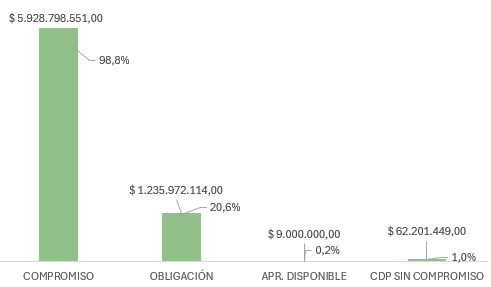 $ 5.928.798.551,00
98,8%
$ 1.235.972.114,00
20,6%
$ 9.000.000,00
0,2%
$ 62.201.449,00
1,0%
COMPROMISO
OBLIGACIÓN
APR. DISPONIBLE
CDP SIN COMPROMISO